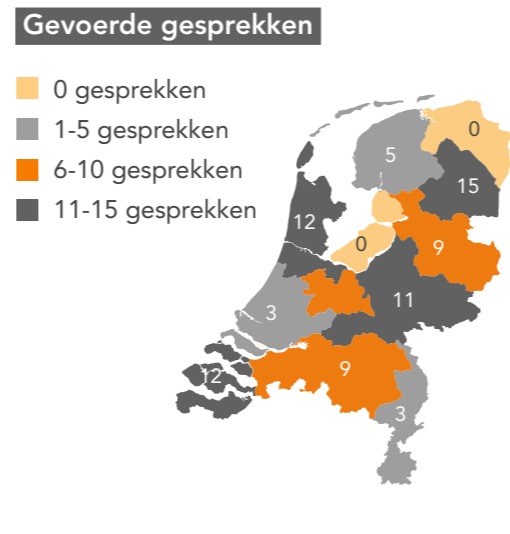 Gevoerde gesprekken
0 gesprekken
1-5 gesprekken
6-10 gesprekken
11-15 gesprekken
0
5
15
12
0
9
11
3
9
12
3